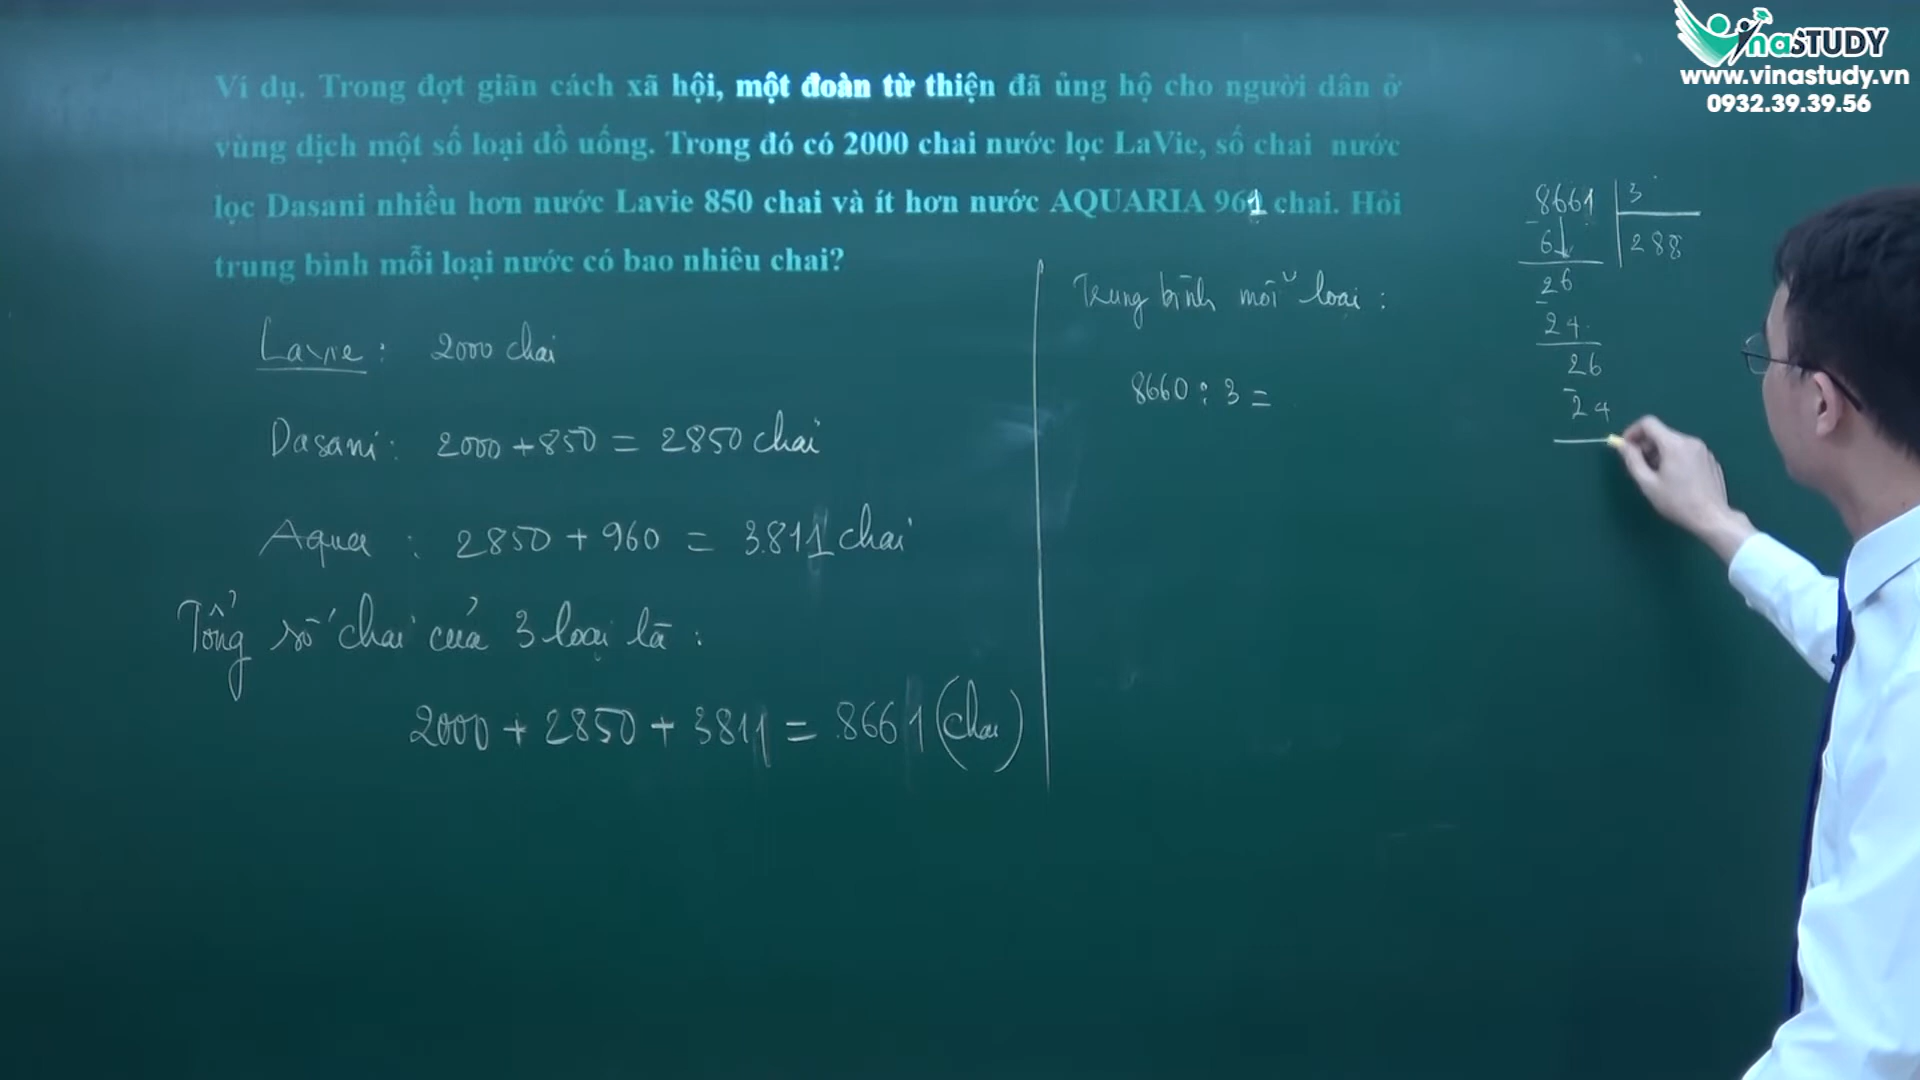 vinaSTUDY
www.vinastudy.vn
0932.39.39.56
Ví dụ. Trong đợt giãn cách xã hội, một đoàn từ thiện đã ủng hộ cho người dân ở
vùng dịch một số loại đồ uống. Trong đó có 2000 chai nước lọc LaVie, số chai nước
lọc Dasani nhiều hơn nước Lavie 850 chai và ít hơn nước AQUARIA 961 chai. Hỏi
trung bình mỗi loại nước có bao nhiêu chai?
Lavie: 2000 chai
Dasani: 2000 + 850 = 2850 chai
Aqua : 2850 + 960 = 3.811 chai
Tổng số chai của 3 loại là :
2000 + 2850 + 3811 = 8661 (chai)
Trung bình mỗi loại :
8660 : 3 =
8661 3
- 6 288
26
- 24
26
- 24